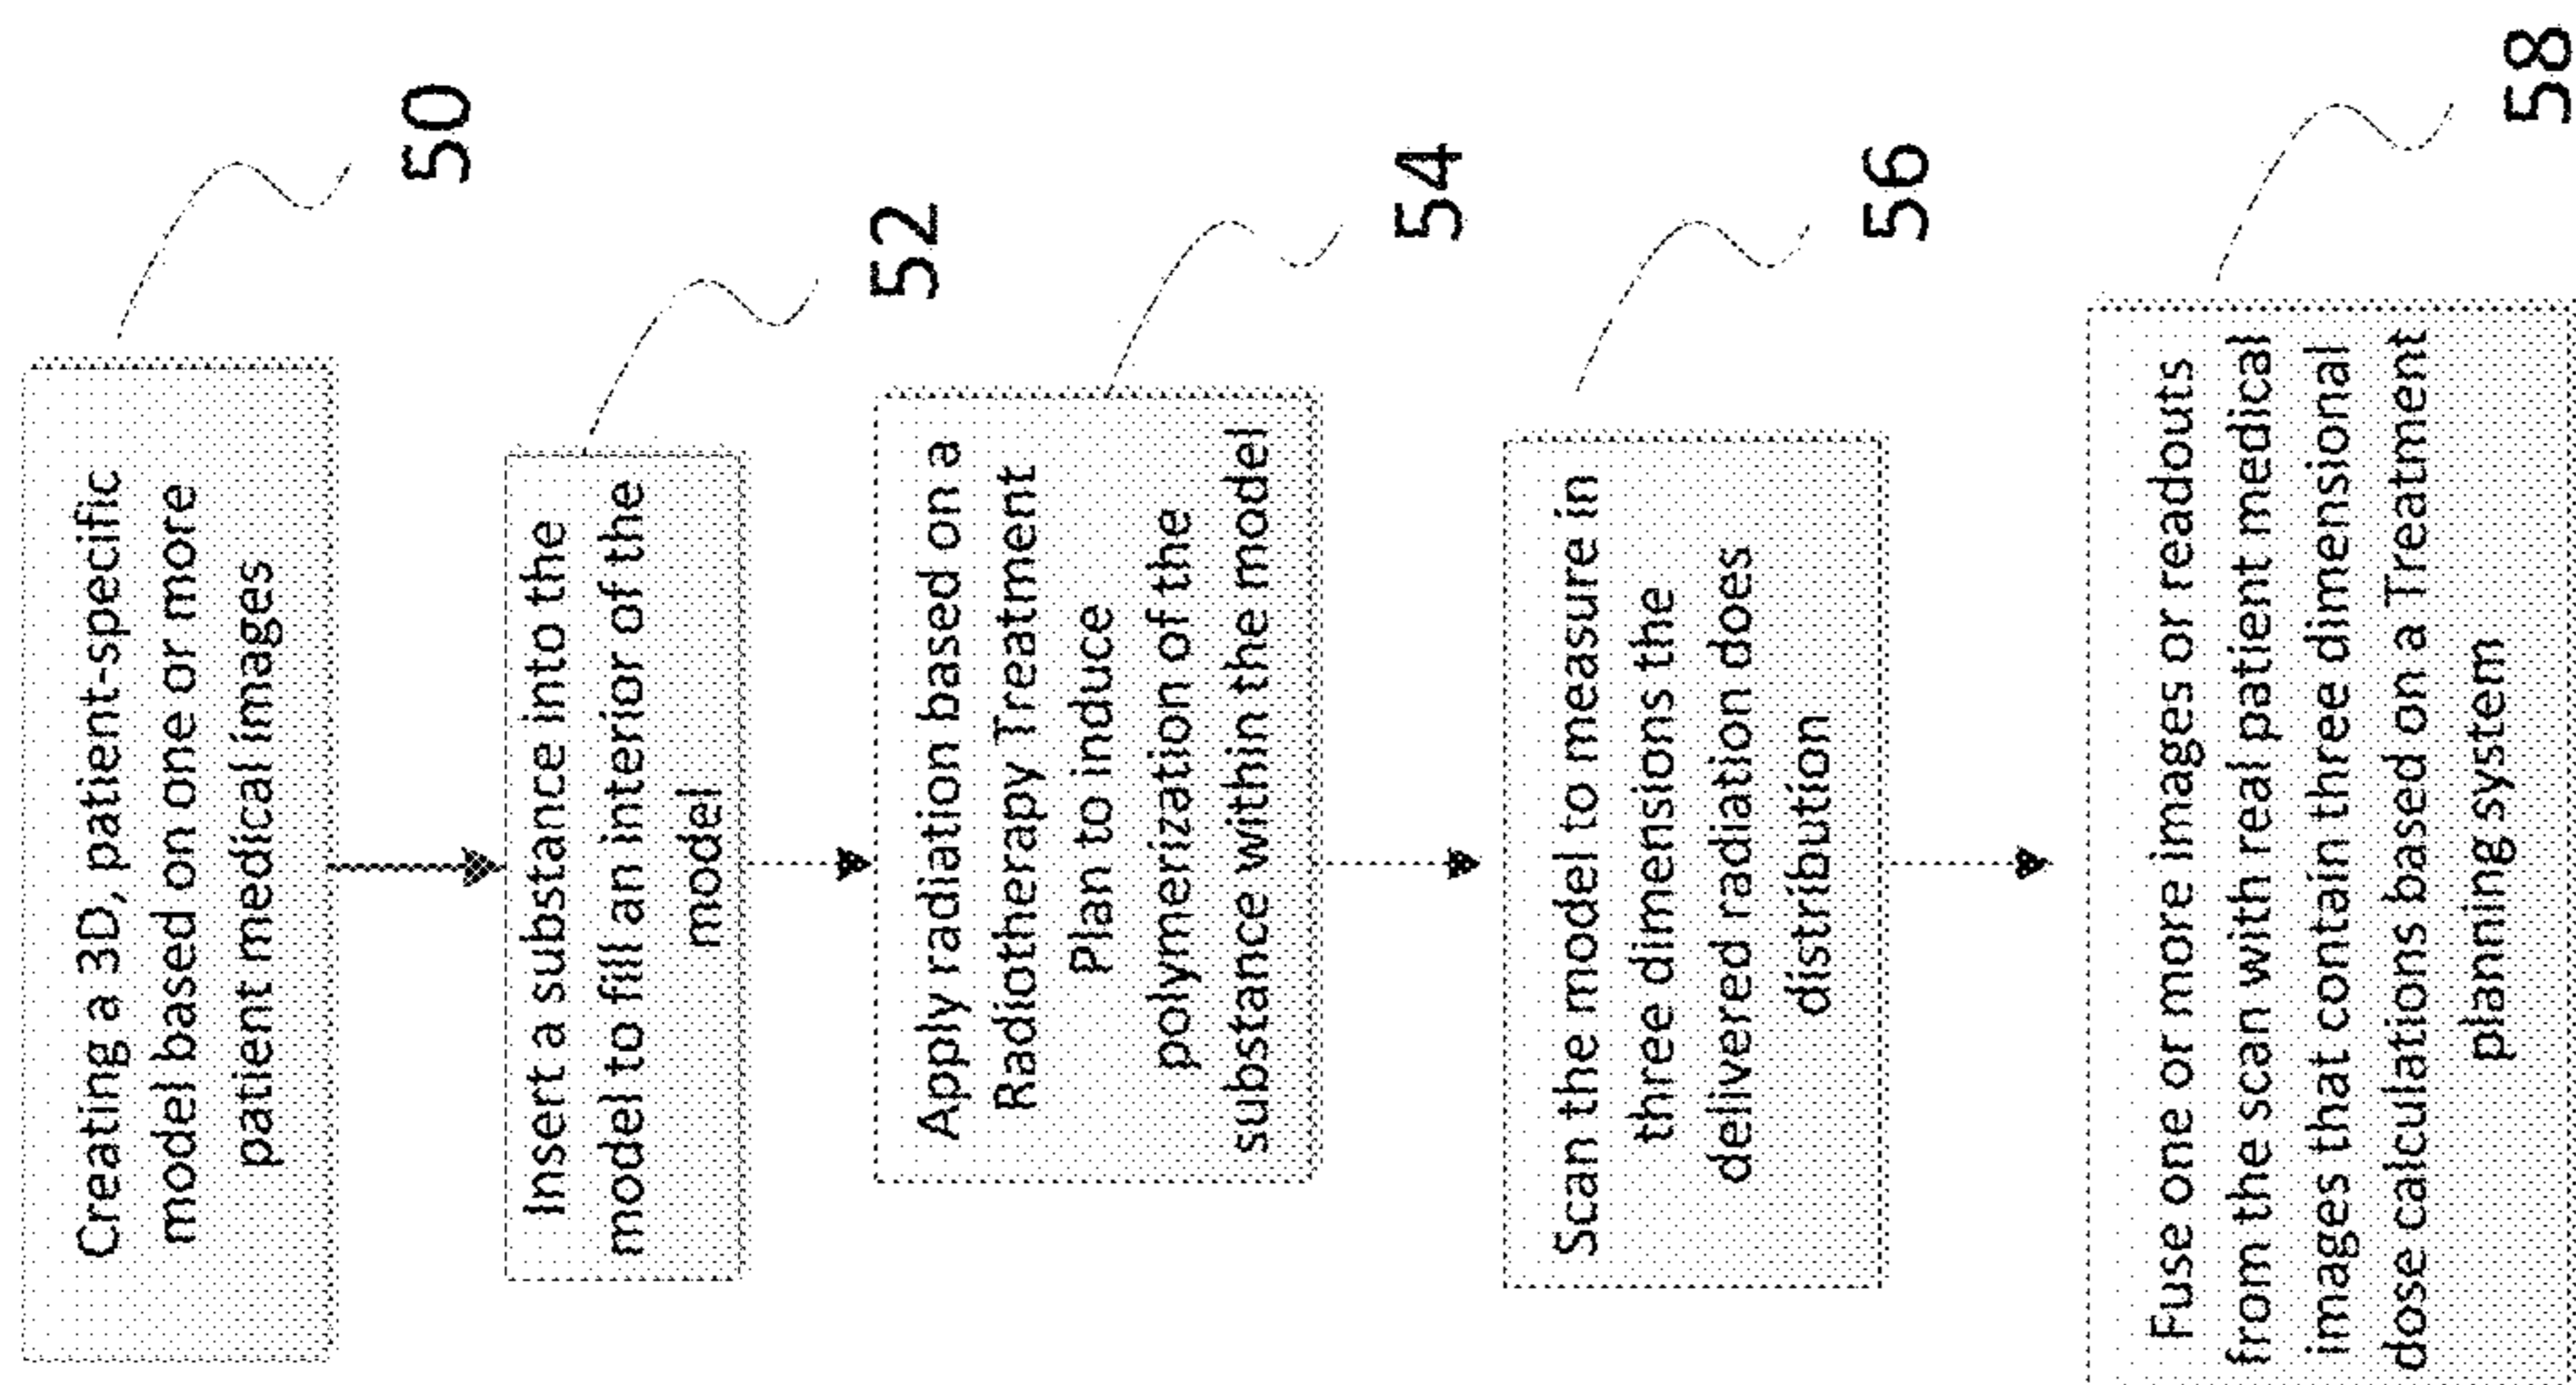 Creating a 3D, patient-specific
model based on one or more
patient medical images
50
Insert a substance into the
model to fill an interior of the
model
52
Apply radiation based on a
Radiotherapy Treatment
Plan to induce
polymerization of the
substance within the model
54
Scan the model to measure in
three dimensions the
delivered radiation does
distribution
56
Fuse one or more images or readouts
from the scan with real patient medical
images that contain three dimensional
dose calculations based on a Treatment
planning system
58